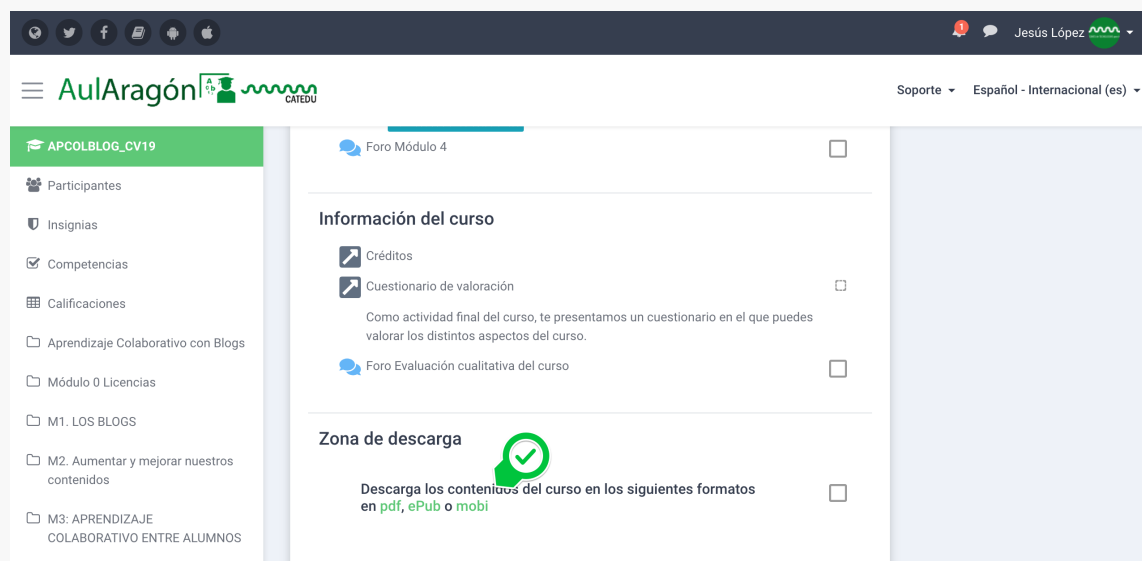 1
Jesús López
AulAragón
CATEDU
Soporte
Español - Internacional (es)
APCOLBLOG_CV19
Participantes
Insignias
Competencias
Calificaciones
Aprendizaje Colaborativo con Blogs
Módulo 0 Licencias
M1. LOS BLOGS
M2. Aumentar y mejorar nuestros
contenidos
M3: APRENDIZAJE
COLABORATIVO ENTRE ALUMNOS
Foro Módulo 4
Información del curso
Créditos
Cuestionario de valoración
Como actividad final del curso, te presentamos un cuestionario en el que puedes
valorar los distintos aspectos del curso.
Foro Evaluación cualitativa del curso
Zona de descarga
Descarga los contenidos del curso en los siguientes formatos
en pdf, ePub o mobi